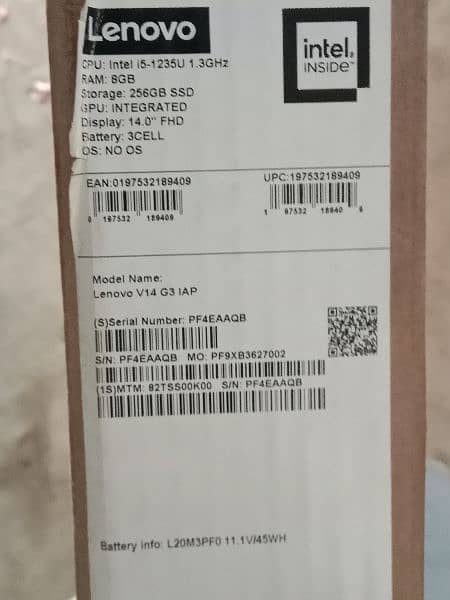 Lenovo
intel.
INSIDE™
CPU: Intel i5-1235U 1.3GHz
RAM: 8GB
Storage: 256GB SSD
GPU: INTEGRATED
Display: 14.0" FHD
Battery: 3CELL
OS: NO OS
EAN:0197532189409
UPC:197532189409
0 197532 189409
1 97532 18940 9
Model Name:
Lenovo V14 G3 IAP
(S)Serial Number: PF4EAAQB
S/N: PF4EAAQB MO: PF9XB3627002
(1S)MTM: 82TSS00K00 S/N: PF4EAAQB
Battery info: L20M3PF0 11.1V/45WH